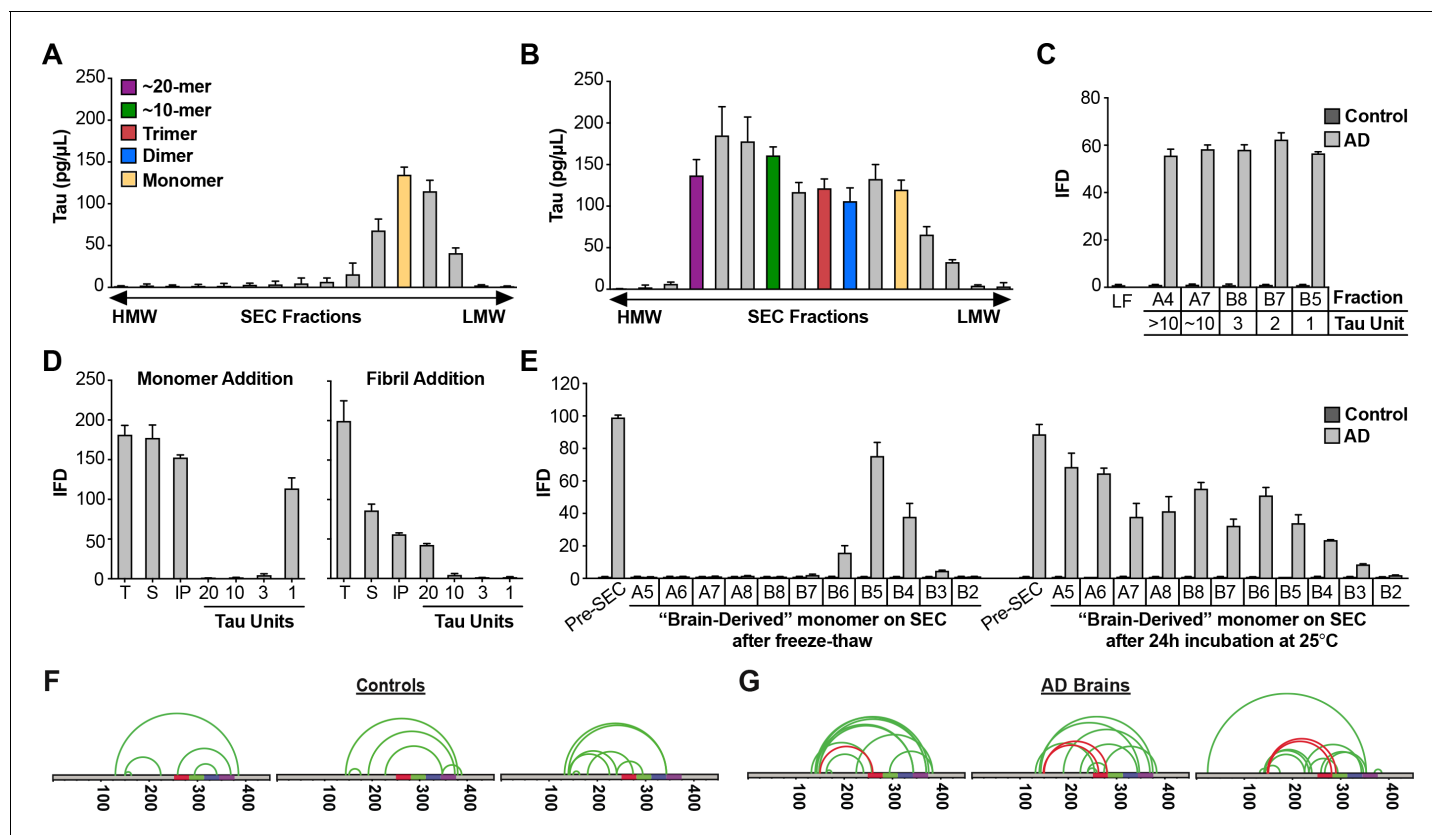 A
250
200
150
100
50
0
Tau (pg/µL)
~20-mer
~10-mer
Trimer
Dimer
Monomer
HMW SEC Fractions LMW
B
250
200
150
100
50
0
Tau (pg/µL)
HMW SEC Fractions LMW
C
80
60
40
20
0
IFD
Control
AD
LF A4 A7 B8 B7 B5 Fraction
>10 ~10 3 2 1 Tau Unit
D
Monomer Addition Fibril Addition
250
200
150
100
50
0
IFD
T S IP 20 10 3 1
Tau Units
T S IP 20 10 3 1
Tau Units
E
120
100
80
60
40
20
0
IFD
Control
AD
Pre-SEC A5 A6 A7 A8 B8 B7 B6 B5 B4 B3 B2
“Brain-Derived” monomer on SEC
after freeze-thaw
Pre-SEC A5 A6 A7 A8 B8 B7 B6 B5 B4 B3 B2
“Brain-Derived” monomer on SEC
after 24h incubation at 25°C
F
Controls
100 200 300 400
100 200 300 400
100 200 300 400
G
AD Brains
100 200 300 400
100 200 300 400
100 200 300 400